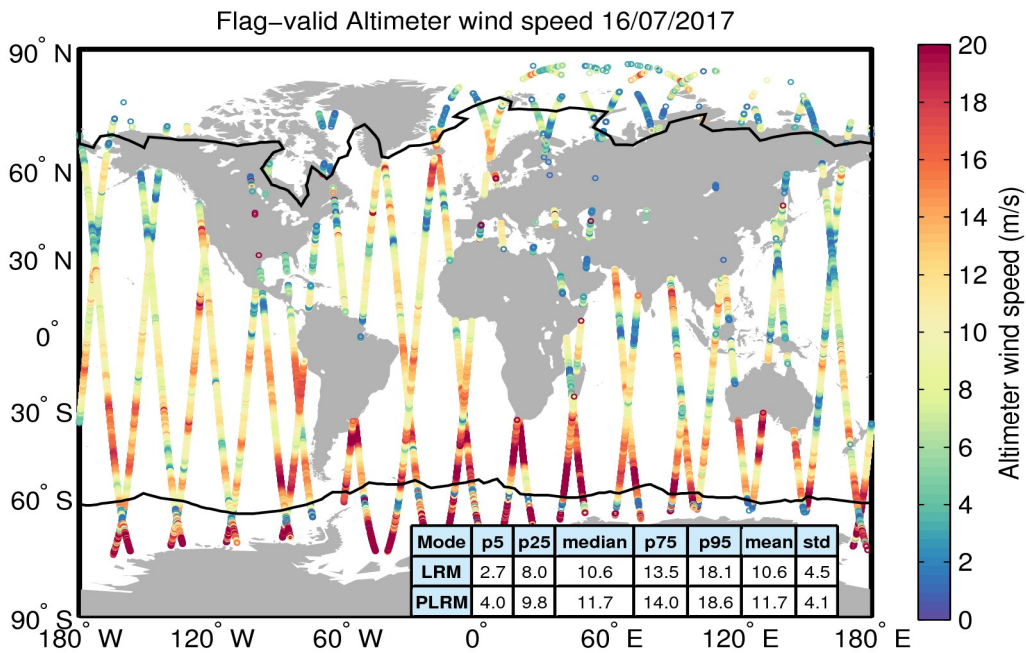 Flag−valid Altimeter wind speed 16/07/2017
90° N
60° N
30° N
0°
30° S
60° S
90° S
180° W
120° W
60° W
0°
60° E
120° E
180° E
Mode p5 p25 median p75 p95 mean std
LRM 2.7 8.0 10.6 13.5 18.1 10.6 4.5
PLRM 4.0 9.8 11.7 14.0 18.6 11.7 4.1
20
18
16
14
12
10
8
6
4
2
0
Altimeter wind speed (m/s)